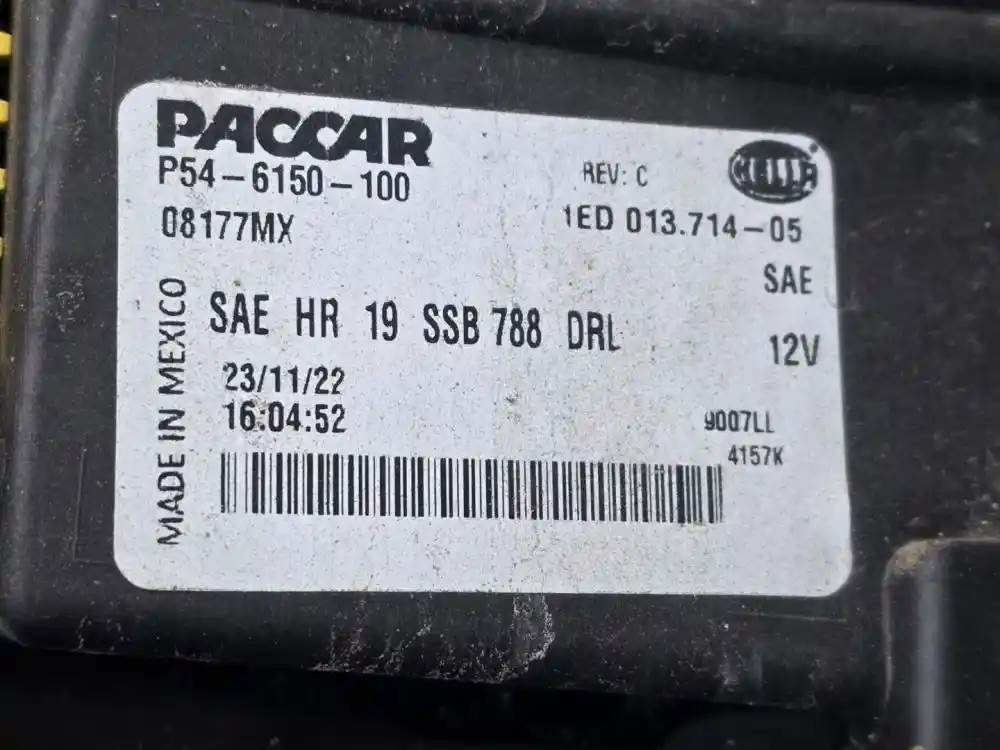 PACCAR
P54-6150-100
REV: C
HELLA
08177MX
1ED 013.714-05
SAE
SAE HR 19 SSB 788 DRL
12V
MADE IN MEXICO
23/11/22
16:04:52
9007LL
4157K